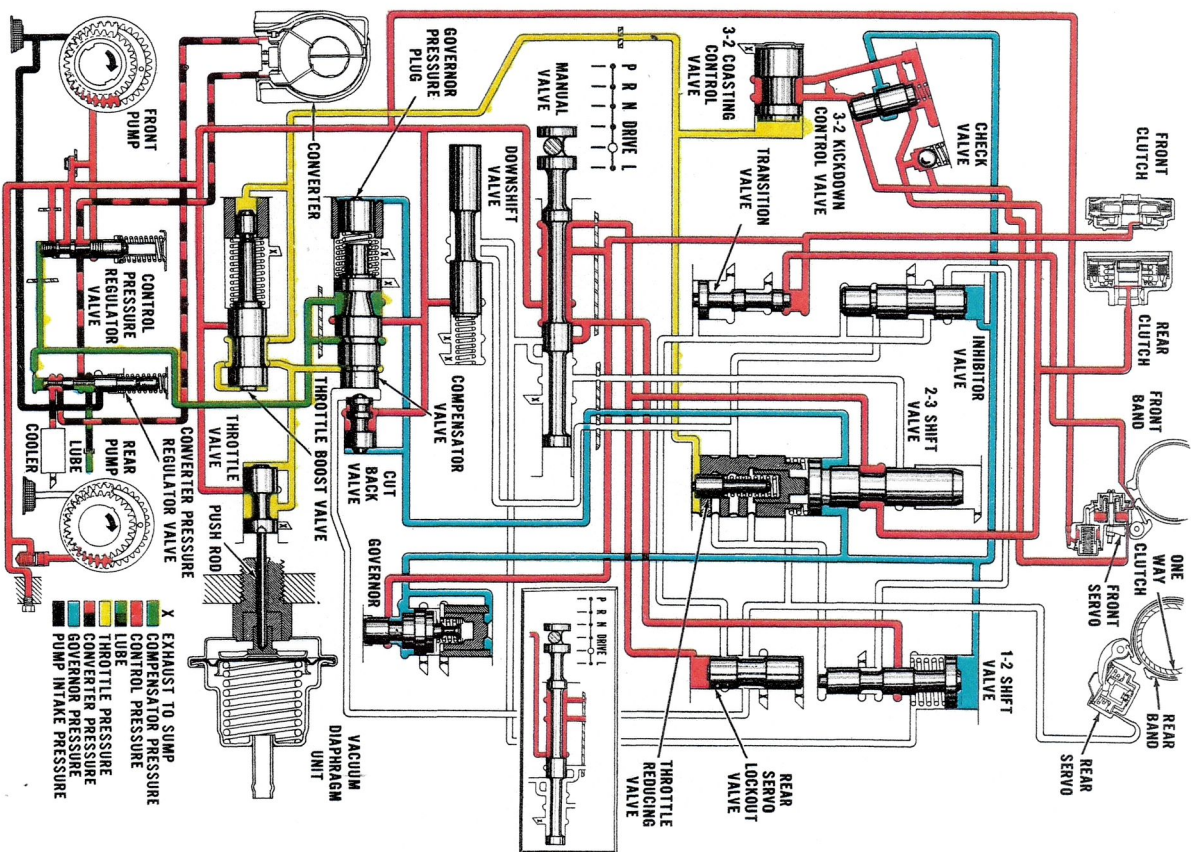 FRONT
PUMP
CONVERTER
GOVERNOR
PRESSURE
PLUG
MANUAL
VALVE
P R N DRIVE L
3-2 COASTING
CONTROL
VALVE
3-2 KICKDOWN
CONTROL VALVE
CHECK
VALVE
FRONT
CLUTCH
REAR
CLUTCH
FRONT
BAND
ONE
WAY
CLUTCH
FRONT
SERVO
REAR
BAND
REAR
SERVO
DOWNSHIFT
VALVE
TRANSITION
VALVE
INHIBITOR
VALVE
2-3 SHIFT
VALVE
1-2 SHIFT
VALVE
CONTROL
PRESSURE
REGULATOR
VALVE
THROTTLE BOOST VALVE
COMPENSATOR
VALVE
CUT
BACK
VALVE
CONVERTER PRESSURE
REGULATOR VALVE
COOLER
LUBE
REAR
PUMP
THROTTLE
VALVE
PUSH ROD
GOVERNOR
VACUUM
DIAPHRAGM
UNIT
P R N DRIVE L
THROTTLE
REDUCING
VALVE
REAR
SERVO
LOCKOUT
VALVE
X EXHAUST TO SUMP
COMPENSATOR PRESSURE
CONTROL PRESSURE
LUBE
THROTTLE PRESSURE
CONVERTER PRESSURE
GOVERNOR PRESSURE
PUMP INTAKE PRESSURE